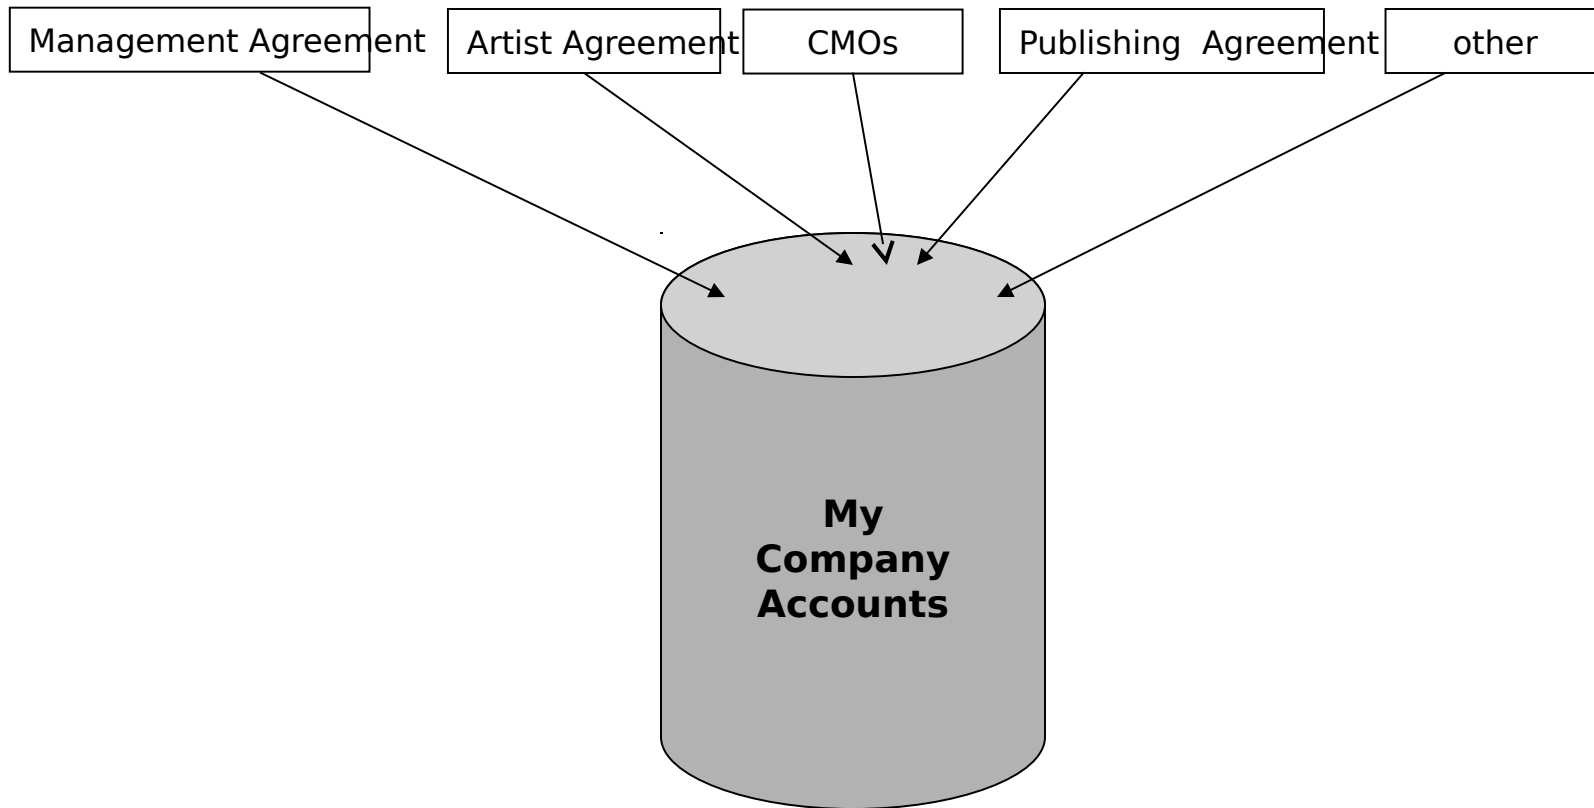 Management Agreement
Artist Agreement
CMOs
Publishing  Agreement
other
My
Company
Accounts